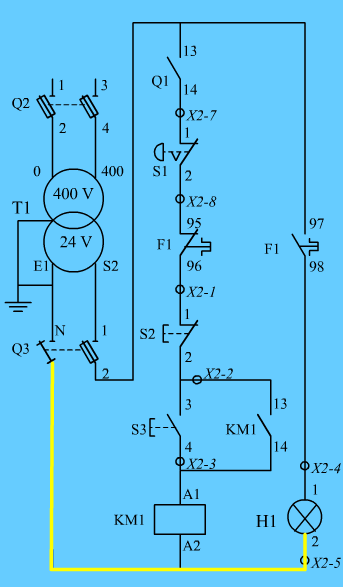 13
1
3
Q1
Q2
14
X2-7
2
4
1
S1
0
400
2
X2-8
400 V
T1
95
97
24 V
F1
F1
E1
S2
96
98
X2-1
1
N
1
S2
Q3
2
2
X2-2
3
13
S3
KM1
4
14
X2-3
X2-4
A1
1
KM1
H1
A2
2
X2-5